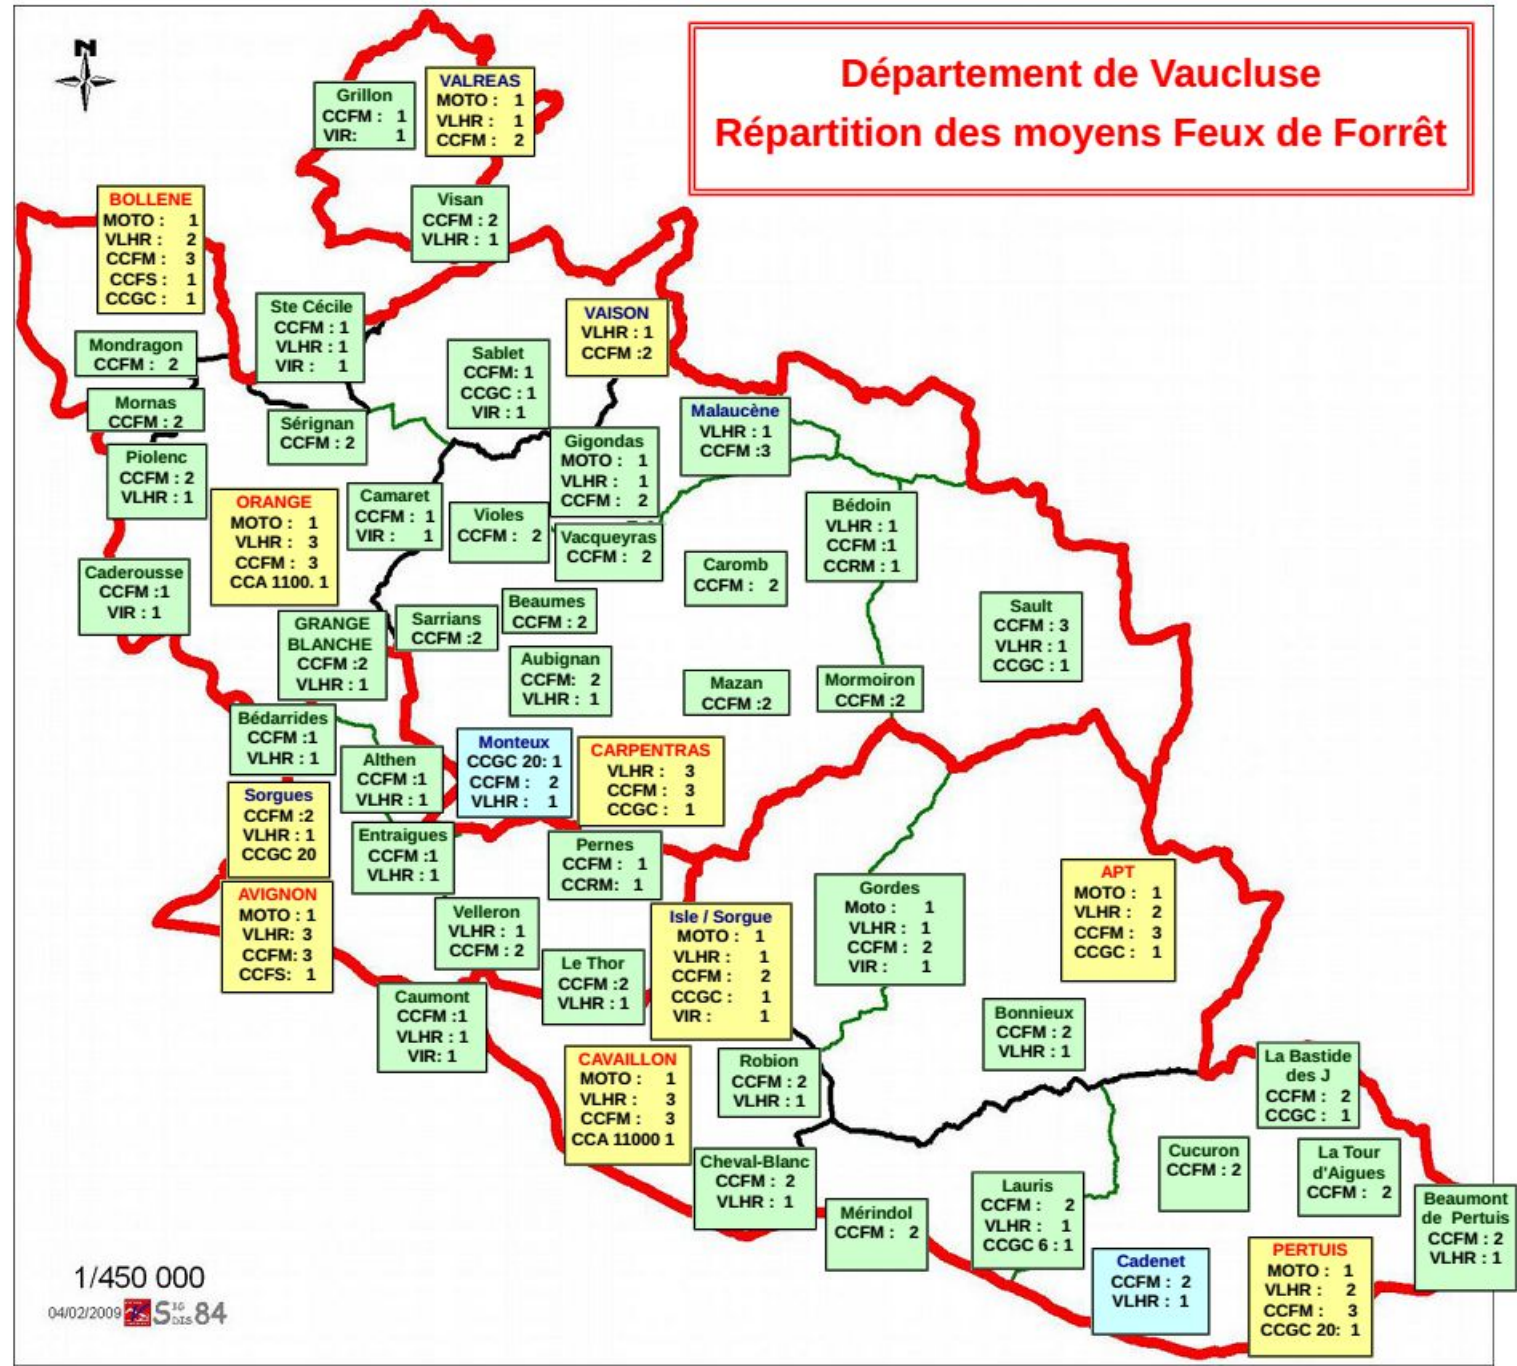 N
Département de Vaucluse
Répartition des moyens Feux de Forrêt
Grillon
CCFM : 1
VIR: 1
VALREAS
MOTO : 1
VLHR : 1
CCFM : 2
Visan
CCFM : 2
VLHR : 1
BOLLENE
MOTO : 1
VLHR : 2
CCFM : 3
CCFS : 1
CCGC : 1
Ste Cécile
CCFM : 1
VLHR : 1
VIR : 1
VAISON
VLHR : 1
CCFM :2
Mondragon
CCFM : 2
Sablet
CCFM: 1
CCGC : 1
VIR : 1
Mornas
CCFM : 2
Sérignan
CCFM : 2
Malaucène
VLHR : 1
CCFM :3
Gigondas
MOTO : 1
VLHR : 1
CCFM : 2
Piolenc
CCFM : 2
VLHR : 1
ORANGE
MOTO : 1
VLHR : 3
CCFM : 3
CCA 1100. 1
Camaret
CCFM : 1
VIR : 1
Violes
CCFM : 2
Vacqueyras
CCFM : 2
Bédoin
VLHR : 1
CCFM :1
CCRM : 1
Caromb
CCFM : 2
Caderousse
CCFM :1
VIR : 1
Beaumes
CCFM : 2
Sault
CCFM : 3
VLHR : 1
CCGC : 1
GRANGE
BLANCHE
CCFM :2
VLHR : 1
Sarrians
CCFM :2
Aubignan
CCFM: 2
VLHR : 1
Mazan
CCFM :2
Mormoiron
CCFM :2
Bédarrides
CCFM :1
VLHR : 1
Althen
CCFM :1
VLHR : 1
Monteux
CCGC 20: 1
CCFM : 2
VLHR : 1
CARPENTRAS
VLHR : 3
CCFM : 3
CCGC : 1
Sorgues
CCFM :2
VLHR : 1
CCGC 20
Entraigues
CCFM :1
VLHR : 1
Pernes
CCFM : 1
CCRM: 1
AVIGNON
MOTO : 1
VLHR: 3
CCFM: 3
CCFS: 1
Velleron
VLHR : 1
CCFM : 2
Isle / Sorgue
MOTO : 1
VLHR : 1
CCFM : 2
CCGC : 1
VIR : 1
Gordes
Moto : 1
VLHR : 1
CCFM : 2
VIR : 1
APT
MOTO : 1
VLHR : 2
CCFM : 3
CCGC : 1
Le Thor
CCFM :2
VLHR : 1
Caumont
CCFM :1
VLHR : 1
VIR: 1
Bonnieux
CCFM : 2
VLHR : 1
CAVAILLON
MOTO : 1
VLHR : 3
CCFM : 3
CCA 11000 1
Robion
CCFM : 2
VLHR : 1
La Bastide
des J
CCFM : 2
CCGC : 1
Cheval-Blanc
CCFM : 2
VLHR : 1
Cucuron
CCFM : 2
La Tour
d'Aigues
CCFM : 2
Mérindol
CCFM : 2
Lauris
CCFM : 2
VLHR : 1
CCGC 6 : 1
Beaumont
de Pertuis
CCFM : 2
VLHR : 1
Cadenet
CCFM : 2
VLHR : 1
PERTUIS
MOTO : 1
VLHR : 2
CCFM : 3
CCGC 20: 1
1/450 000
04/02/2009 SIG DIS 84